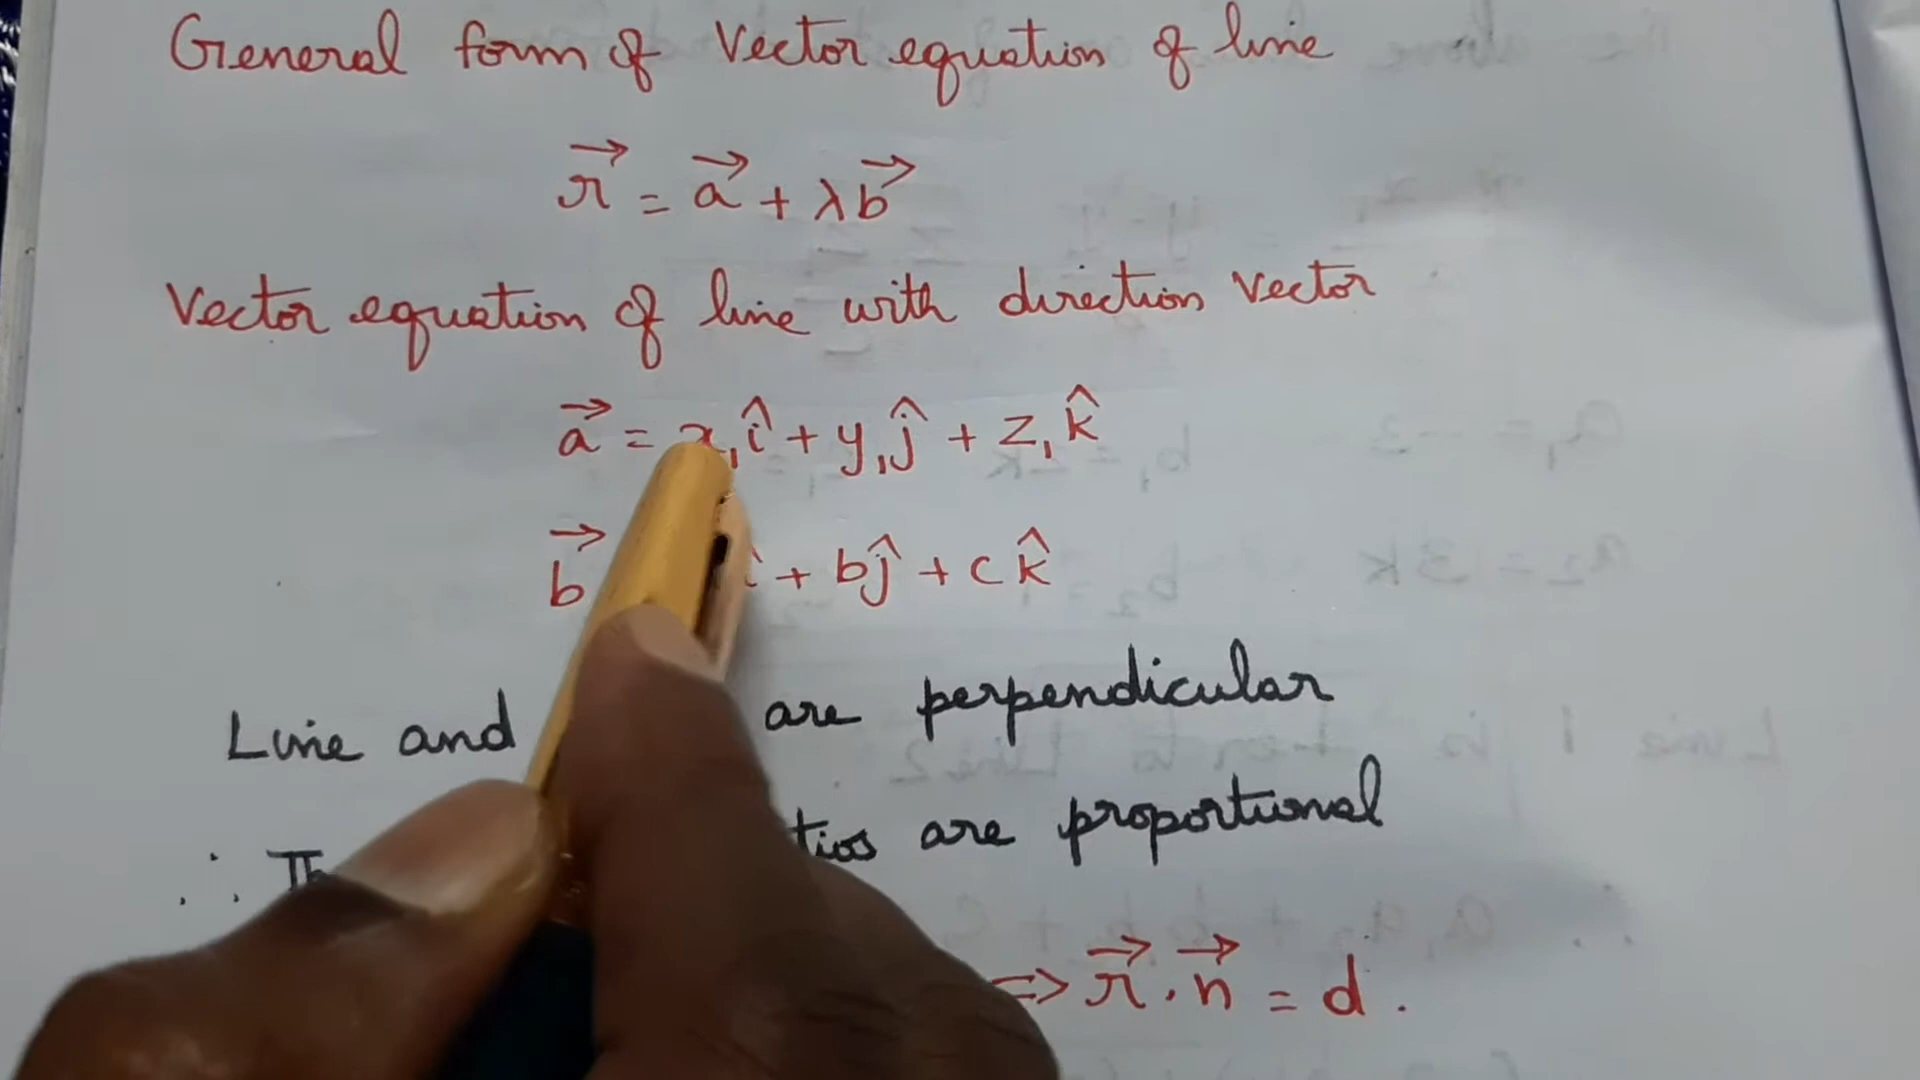 General form of Vector equation of line
r⃗ = a⃗ + λb⃗
Vector equation of line with direction vector
a⃗ = x₁î + y₁ĵ + z₁k̂
b⃗ + bĵ + ck̂
Line and are perpendicular
∴ are proportional
⇒ r⃗ . n⃗ = d .